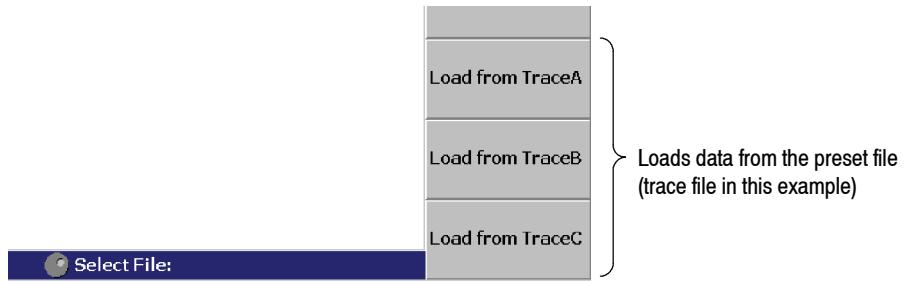 Load from TraceA
Load from TraceB
Load from TraceC
Loads data from the preset file
(trace file in this example)
Select File: